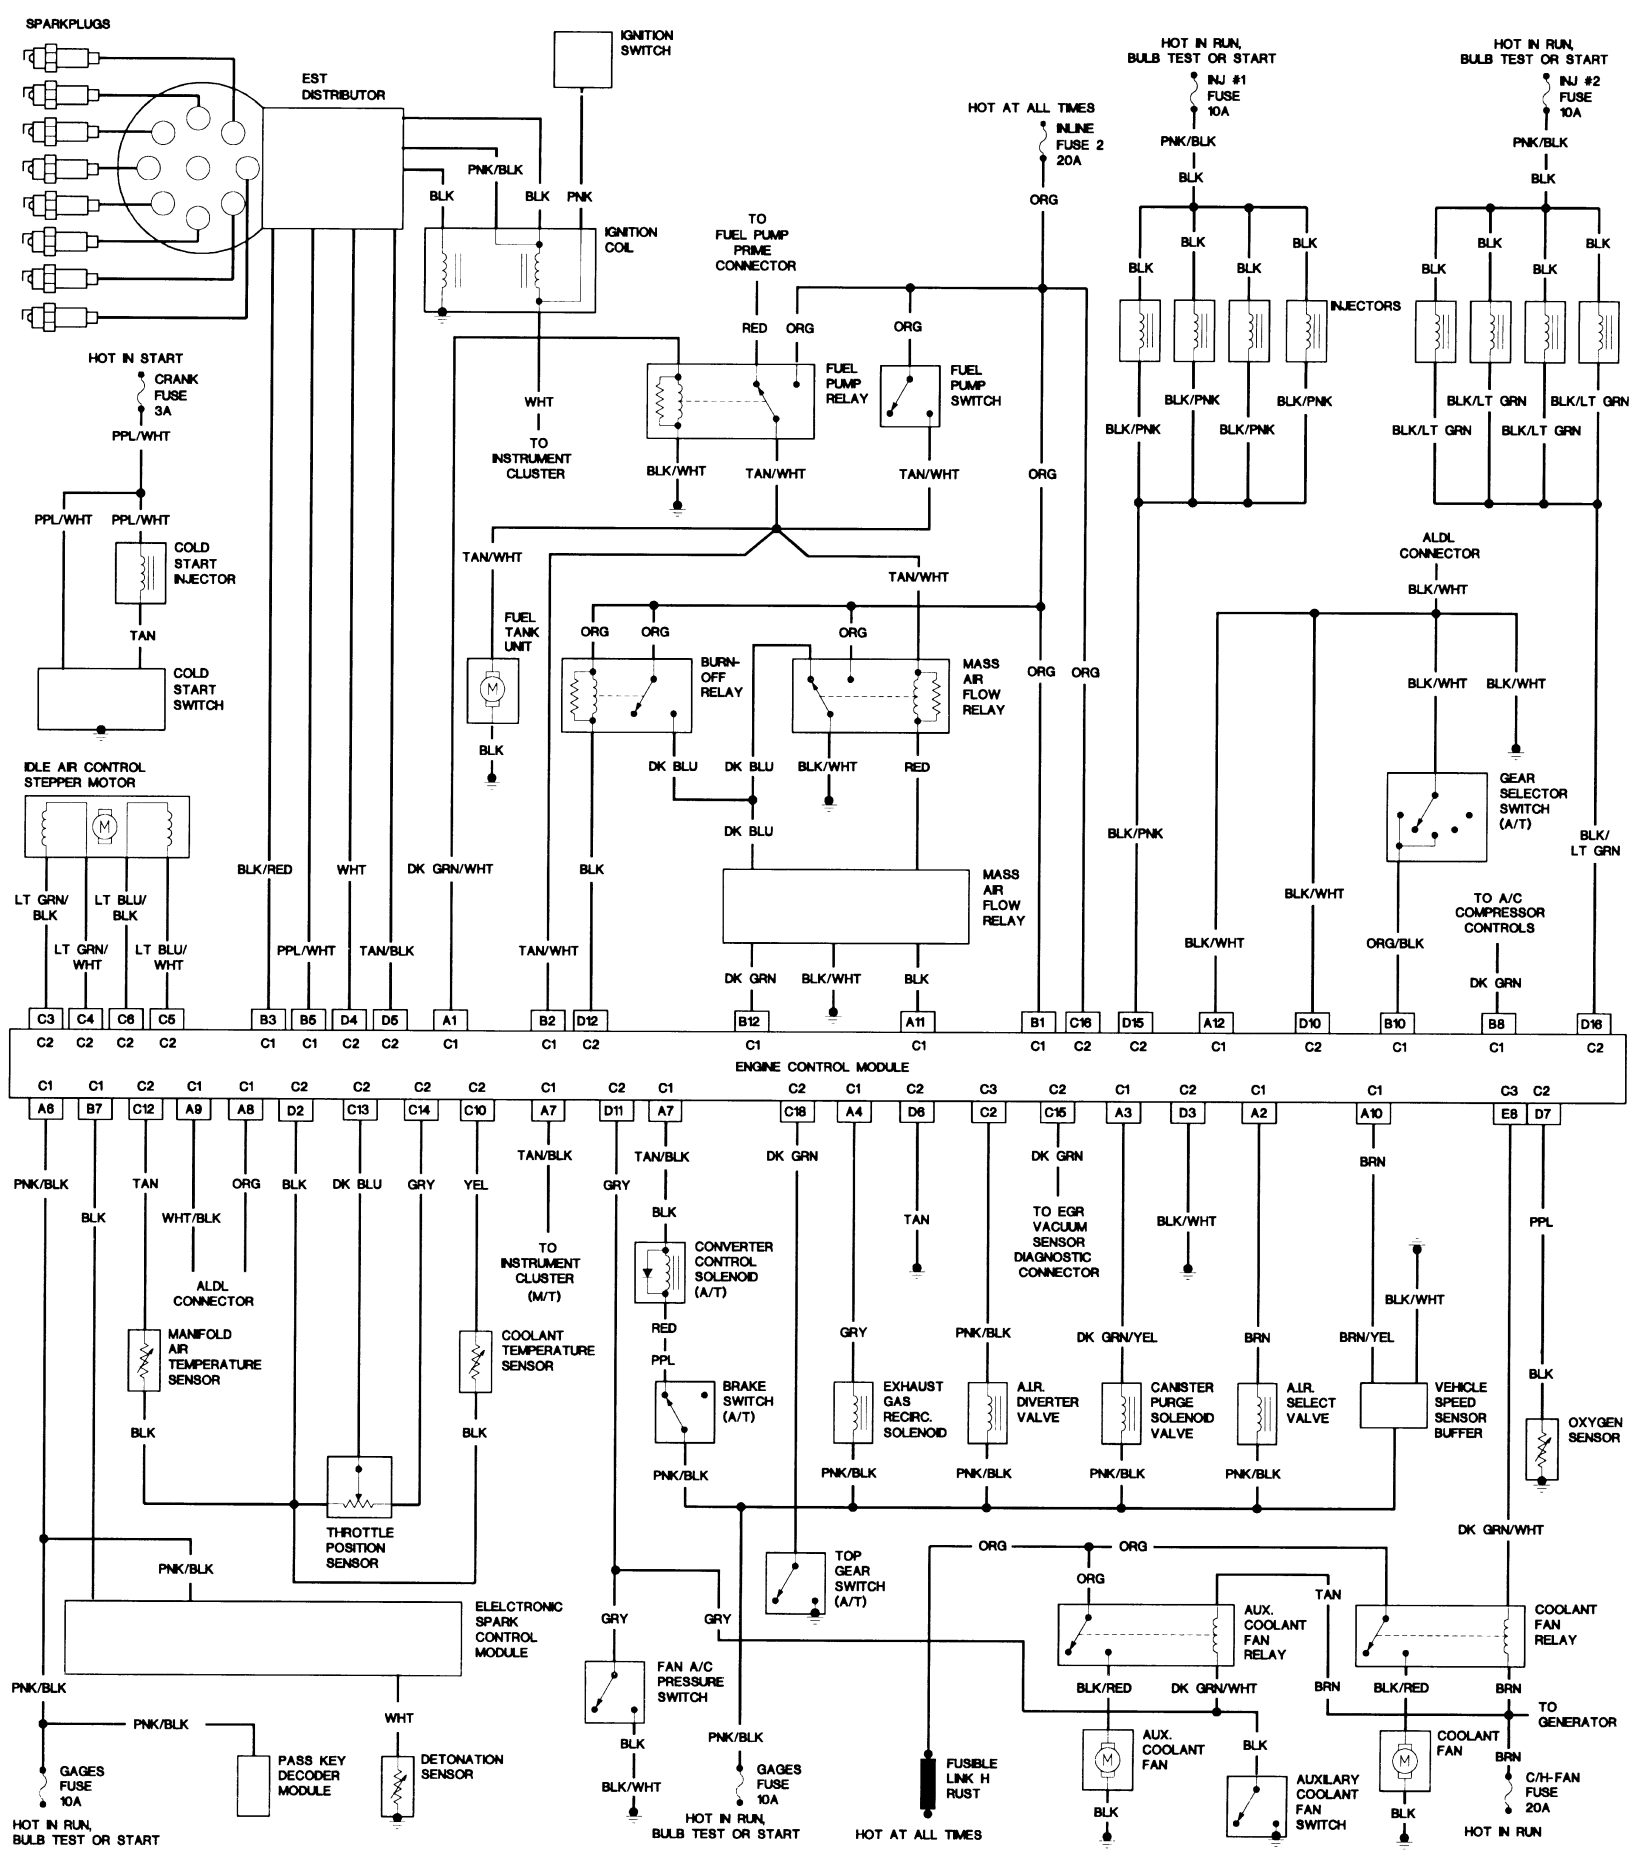 SPARKPLUGS
EST
DISTRIBUTOR
IGNITION
SWITCH
PNK/BLK
BLK
BLK
PNK
IGNITION
COIL
HOT IN START
CRANK
FUSE
3A
PPL/WHT
PPL/WHT
PPL/WHT
COLD
START
INJECTOR
TAN
COLD
START
SWITCH
IDLE AIR CONTROL
STEPPER MOTOR
M
LT GRN/
BLK
LT BLU/
BLK
LT GRN/
WHT
LT BLU/
WHT
BLK/RED
PPL/WHT
WHT
TAN/BLK
DK GRN/WHT
WHT
TO
INSTRUMENT
CLUSTER
TO
FUEL PUMP
PRIME
CONNECTOR
RED
ORG
ORG
FUEL
PUMP
RELAY
FUEL
PUMP
SWITCH
BLK/WHT
TAN/WHT
TAN/WHT
HOT AT ALL TIMES
INLINE
FUSE 2
20A
ORG
ORG
TAN/WHT
TAN/WHT
FUEL
TANK
UNIT
M
BLK
ORG
ORG
ORG
BURN-
OFF
RELAY
MASS
AIR
FLOW
RELAY
ORG
ORG
DK BLU
DK BLU
BLK/WHT
RED
DK BLU
BLK
TAN/WHT
MASS
AIR
FLOW
RELAY
DK GRN
BLK/WHT
BLK
HOT IN RUN,
BULB TEST OR START
INJ #1
FUSE
10A
PNK/BLK
BLK
BLK
BLK
BLK
BLK
INJECTORS
BLK/PNK
BLK/PNK
BLK/PNK
BLK/PNK
BLK/PNK
HOT IN RUN,
BULB TEST OR START
INJ #2
FUSE
10A
PNK/BLK
BLK
BLK
BLK
BLK
BLK
BLK/LT GRN
BLK/LT GRN
BLK/LT GRN
BLK/LT GRN
ALDL
CONNECTOR
BLK/WHT
BLK/WHT
BLK/WHT
GEAR
SELECTOR
SWITCH
(A/T)
BLK/
LT GRN
BLK/WHT
BLK/WHT
ORG/BLK
TO A/C
COMPRESSOR
CONTROLS
DK GRN
C3 C4 C6 C5 B3 B5 D4 D5 A1 B2 D12 B12 A11 B1 C16 D15 A12 D10 B10 B8 D16
C2 C2 C2 C2 C1 C1 C2 C2 C1 C1 C2 C1 C1 C1 C2 C2 C1 C2 C1 C1 C2
ENGINE CONTROL MODULE
C1 C1 C2 C1 C1 C2 C2 C2 C2 C1 C2 C1 C2 C1 C2 C3 C2 C1 C2 C1 C1 C3 C2
A6 B7 C12 A9 A8 D2 C13 C14 C10 A7 D11 A7 C18 A4 D6 C2 C15 A3 D3 A2 A10 E8 D7
PNK/BLK
BLK
TAN
WHT/BLK
ORG
BLK
DK BLU
GRY
YEL
ALDL
CONNECTOR
MANIFOLD
AIR
TEMPERATURE
SENSOR
BLK
COOLANT
TEMPERATURE
SENSOR
BLK
THROTTLE
POSITION
SENSOR
PNK/BLK
ELELCTRONIC
SPARK
CONTROL
MODULE
PNK/BLK
PNK/BLK
WHT
GAGES
FUSE
10A
HOT IN RUN,
BULB TEST OR START
PASS KEY
DECODER
MODULE
DETONATION
SENSOR
TAN/BLK
TO
INSTRUMENT
CLUSTER
(M/T)
GRY
TAN/BLK
BLK
CONVERTER
CONTROL
SOLENOID
(A/T)
RED
PPL
BRAKE
SWITCH
(A/T)
PNK/BLK
GRY
GRY
FAN A/C
PRESSURE
SWITCH
BLK
BLK/WHT
PNK/BLK
GAGES
FUSE
10A
HOT IN RUN,
BULB TEST OR START
DK GRN
TOP
GEAR
SWITCH
(A/T)
GRY
EXHAUST
GAS
RECIRC.
SOLENOID
PNK/BLK
TAN
PNK/BLK
A.I.R.
DIVERTER
VALVE
PNK/BLK
DK GRN
TO EGR
VACUUM
SENSOR
DIAGNOSTIC
CONNECTOR
DK GRN/YEL
CANISTER
PURGE
SOLENOID
VALVE
PNK/BLK
BLK/WHT
BRN
A.I.R.
SELECT
VALVE
PNK/BLK
BRN
BRN/YEL
BLK/WHT
VEHICLE
SPEED
SENSOR
BUFFER
PPL
BLK
OXYGEN
SENSOR
DK GRN/WHT
ORG
ORG
ORG
TAN
AUX.
COOLANT
FAN
RELAY
COOLANT
FAN
RELAY
BLK/RED
DK GRN/WHT
BRN
BLK/RED
BRN
TO
GENERATOR
FUSIBLE
LINK H
RUST
HOT AT ALL TIMES
M
AUX.
COOLANT
FAN
BLK
BLK
AUXILARY
COOLANT
FAN
SWITCH
M
COOLANT
FAN
BLK
BRN
C/H-FAN
FUSE
20A
HOT IN RUN